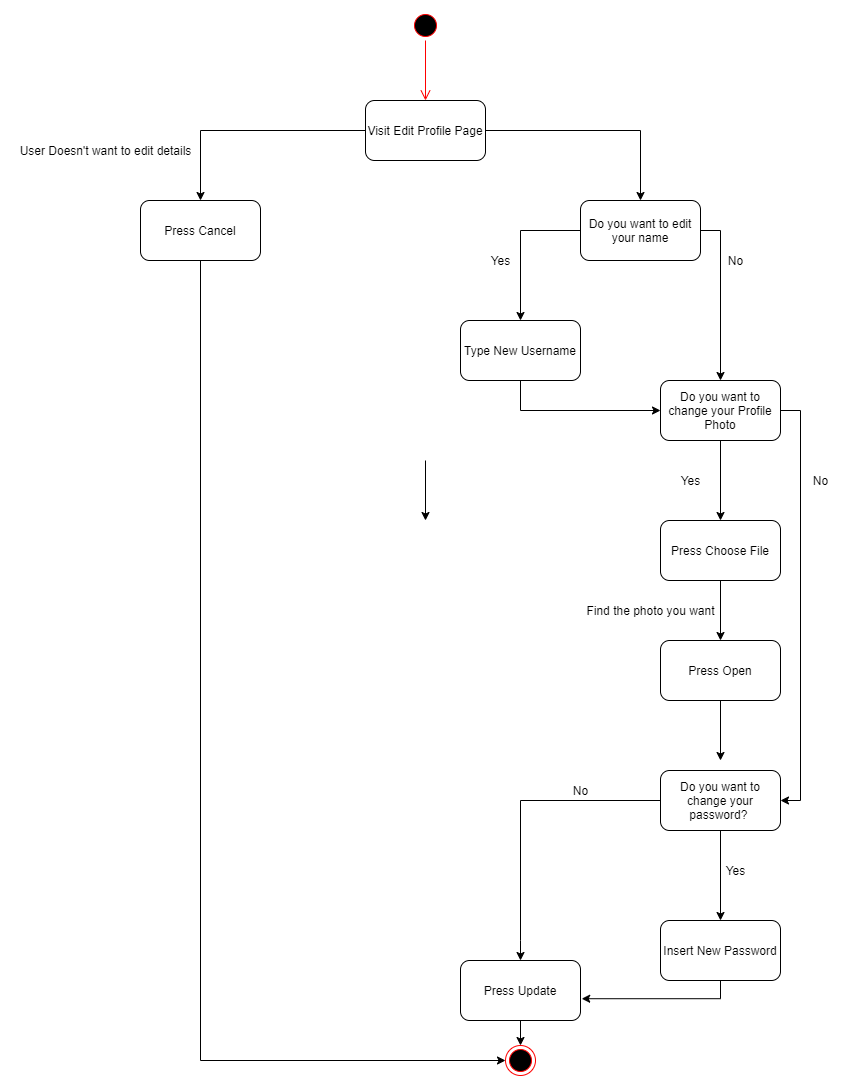 Visit Edit Profile Page
User Doesn't want to edit details
Press Cancel
Do you want to edit
your name
Yes
No
Type New Username
Do you want to
change your Profile
Photo
Yes
No
Press Choose File
Find the photo you want
Press Open
Do you want to
change your
password?
No
Yes
Insert New Password
Press Update